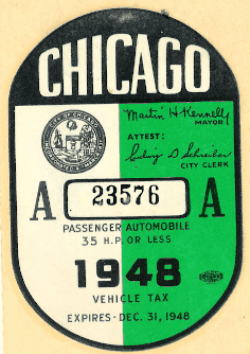 CHICAGO
Martin H. Kennelly
MAYOR
ATTEST:
Ludwig D Schreiber
CITY CLERK
A 23576 A
PASSENGER AUTOMOBILE
35 H.P. OR LESS
1948
VEHICLE TAX
EXPIRES-DEC. 31, 1948